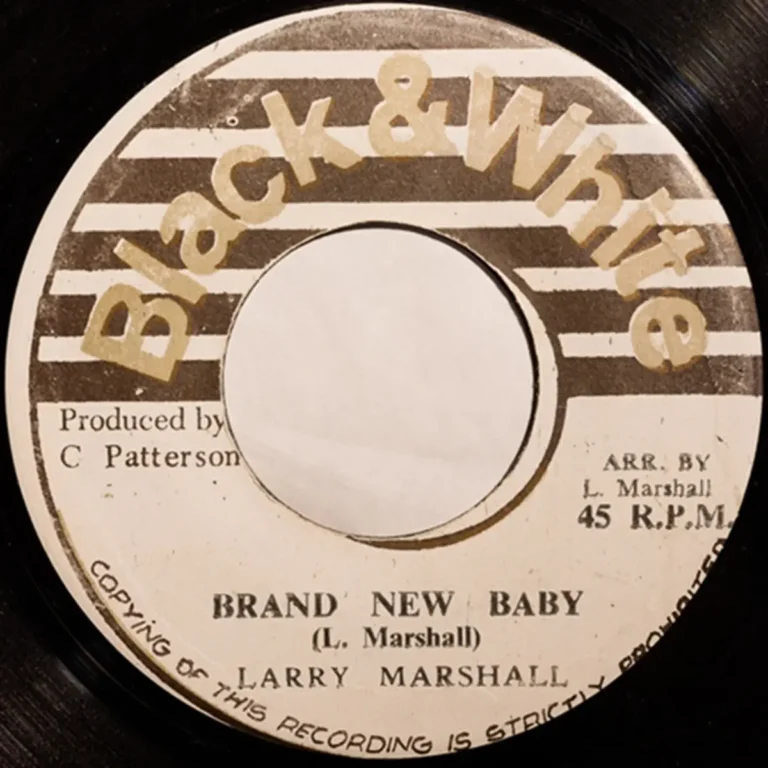 Black & White
Produced by
C Patterson
ARR. BY
L. Marshall
45 R.P.M.
BRAND NEW BABY
(L. Marshall)
LARRY MARSHALL
COPYING OF THIS RECORDING IS STRICTLY PROHIBITED